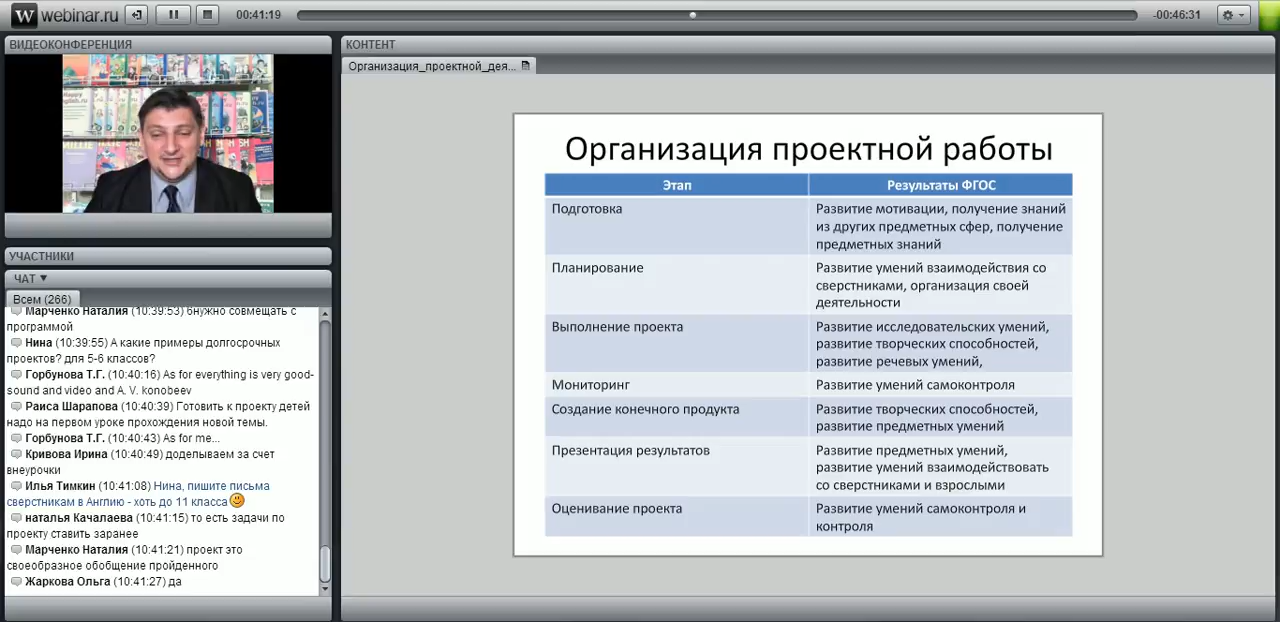 W webinar.ru
00:41:19
-00:46:31
ВИДЕОКОНФЕРЕНЦИЯ
УЧАСТНИКИ
ЧАТ ▼
Всем (266)
Марченко Наталия (10:39:53) бнужно совмещать с
программой
Нина (10:39:55) А какие примеры долгосрочных
проектов? для 5-6 классов?
Горбунова Т.Г. (10:40:16) As for everything is very good-
sound and video and A. V. konobeev
Раиса Шарапова (10:40:39) Готовить к проекту детей
надо на первом уроке прохождения новой темы.
Горбунова Т.Г. (10:40:43) As for me...
Кривова Ирина (10:40:49) доделываем за счет
внеурочки
Илья Тимкин (10:41:08) Нина, пишите письма
сверстникам в Англию - хоть до 11 класса
наталья Качалаева (10:41:15) то есть задачи по
проекту ставить заранее
Марченко Наталия (10:41:21) проект это
своеобразное обобщение пройденного
Жаркова Ольга (10:41:27) да
КОНТЕНТ
Организация_проектной_дея...
Организация проектной работы
Этап
Результаты ФГОС
Подготовка
Развитие мотивации, получение знаний
из других предметных сфер, получение
предметных знаний
Планирование
Развитие умений взаимодействия со
сверстниками, организация своей
деятельности
Выполнение проекта
Развитие исследовательских умений,
развитие творческих способностей,
развитие речевых умений,
Мониторинг
Развитие умений самоконтроля
Создание конечного продукта
Развитие творческих способностей,
развитие предметных умений
Презентация результатов
Развитие предметных умений,
развитие умений взаимодействовать
со сверстниками и взрослыми
Оценивание проекта
Развитие умений самоконтроля и
контроля